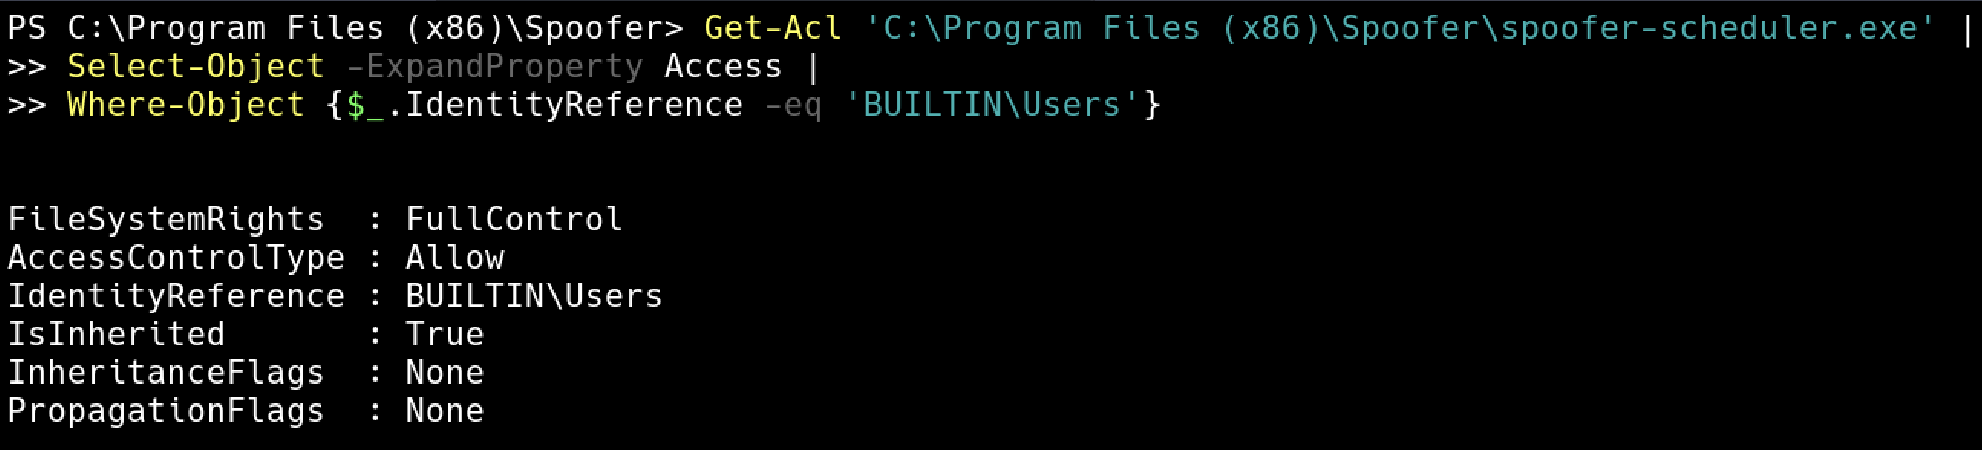 PS C:\Program Files (x86)\Spoofer> Get-Acl 'C:\Program Files (x86)\Spoofer\spoofer-scheduler.exe' |
>> Select-Object -ExpandProperty Access |
>> Where-Object {$_.IdentityReference -eq 'BUILTIN\Users'}
FileSystemRights  : FullControl
AccessControlType : Allow
IdentityReference : BUILTIN\Users
IsInherited       : True
InheritanceFlags  : None
PropagationFlags  : None